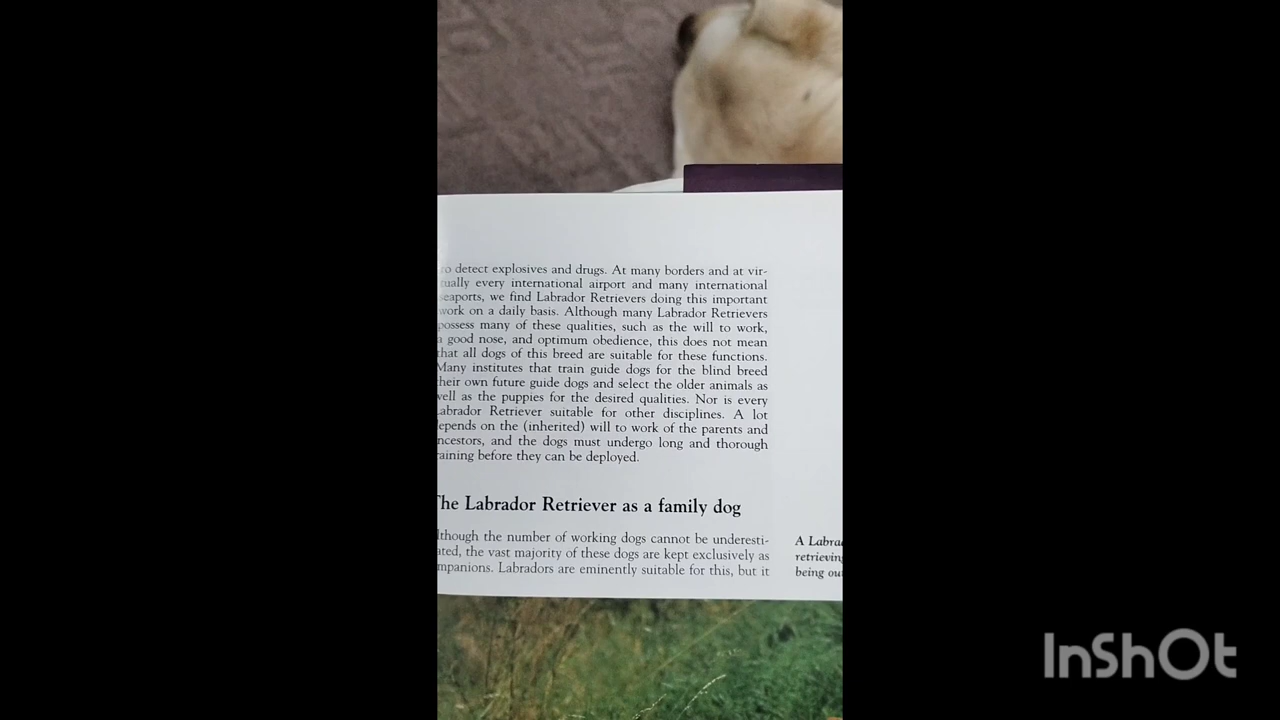 to detect explosives and drugs. At many borders and at vir-
tually every international airport and many international
seaports, we find Labrador Retrievers doing this important
work on a daily basis. Although many Labrador Retrievers
possess many of these qualities, such as the will to work,
a good nose, and optimum obedience, this does not mean
that all dogs of this breed are suitable for these functions.
Many institutes that train guide dogs for the blind breed
their own future guide dogs and select the older animals as
well as the puppies for the desired qualities. Nor is every
Labrador Retriever suitable for other disciplines. A lot
epends on the (inherited) will to work of the parents and
ncestors, and the dogs must undergo long and thorough
raining before they can be deployed.
The Labrador Retriever as a family dog
lthough the number of working dogs cannot be underesti-
ated, the vast majority of these dogs are kept exclusively as
mpanions. Labradors are eminently suitable for this, but it
A Labra
retrieving
being ou
InShOt